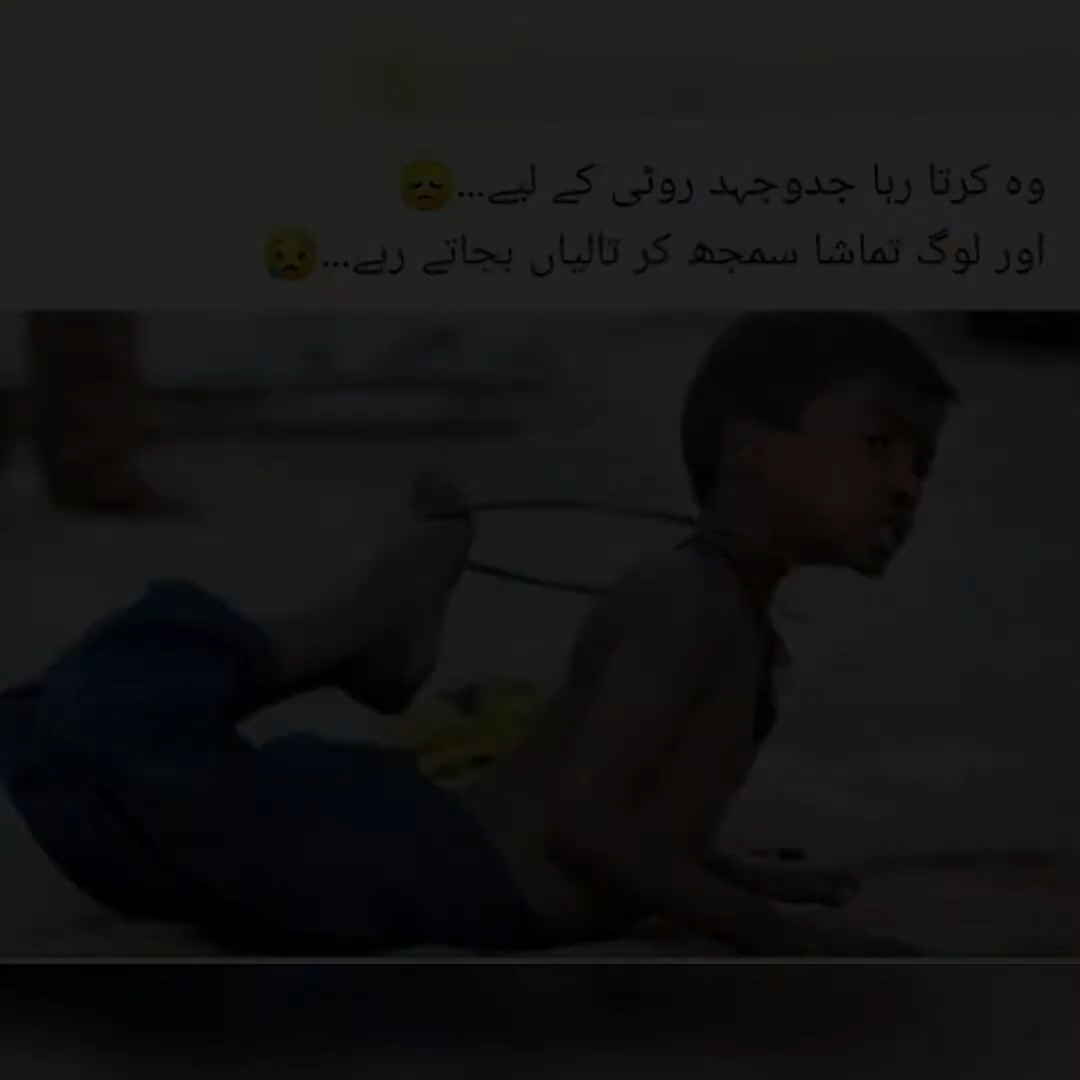 وہ کرتا رہا جدوجہد روٹی کے لیے...😞
اور لوگ تماشا سمجھ کر تالیاں بجاتے رہے...😢